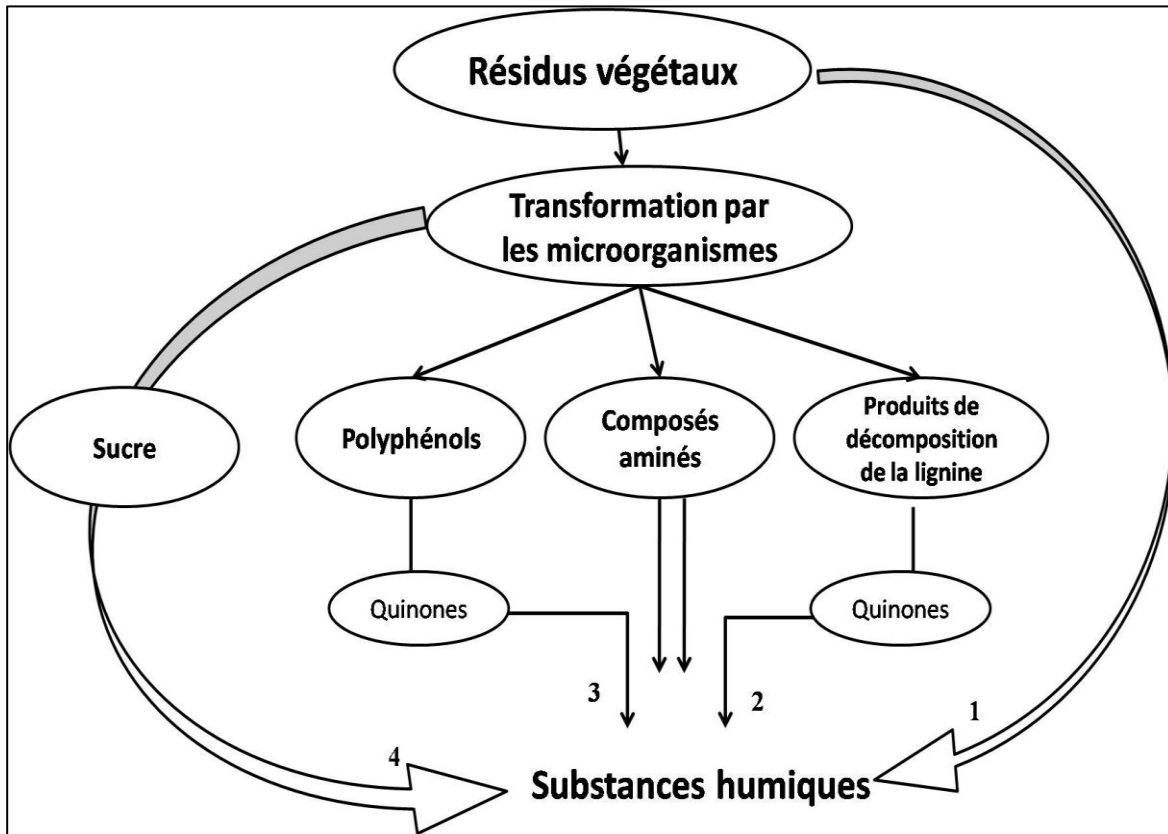 Résidus végétaux
Transformation par
les microorganismes
Sucre
Polyphénols
Composés
aminés
Produits de
décomposition
de la lignine
Quinones
Quinones
3
2
1
4
Substances humiques